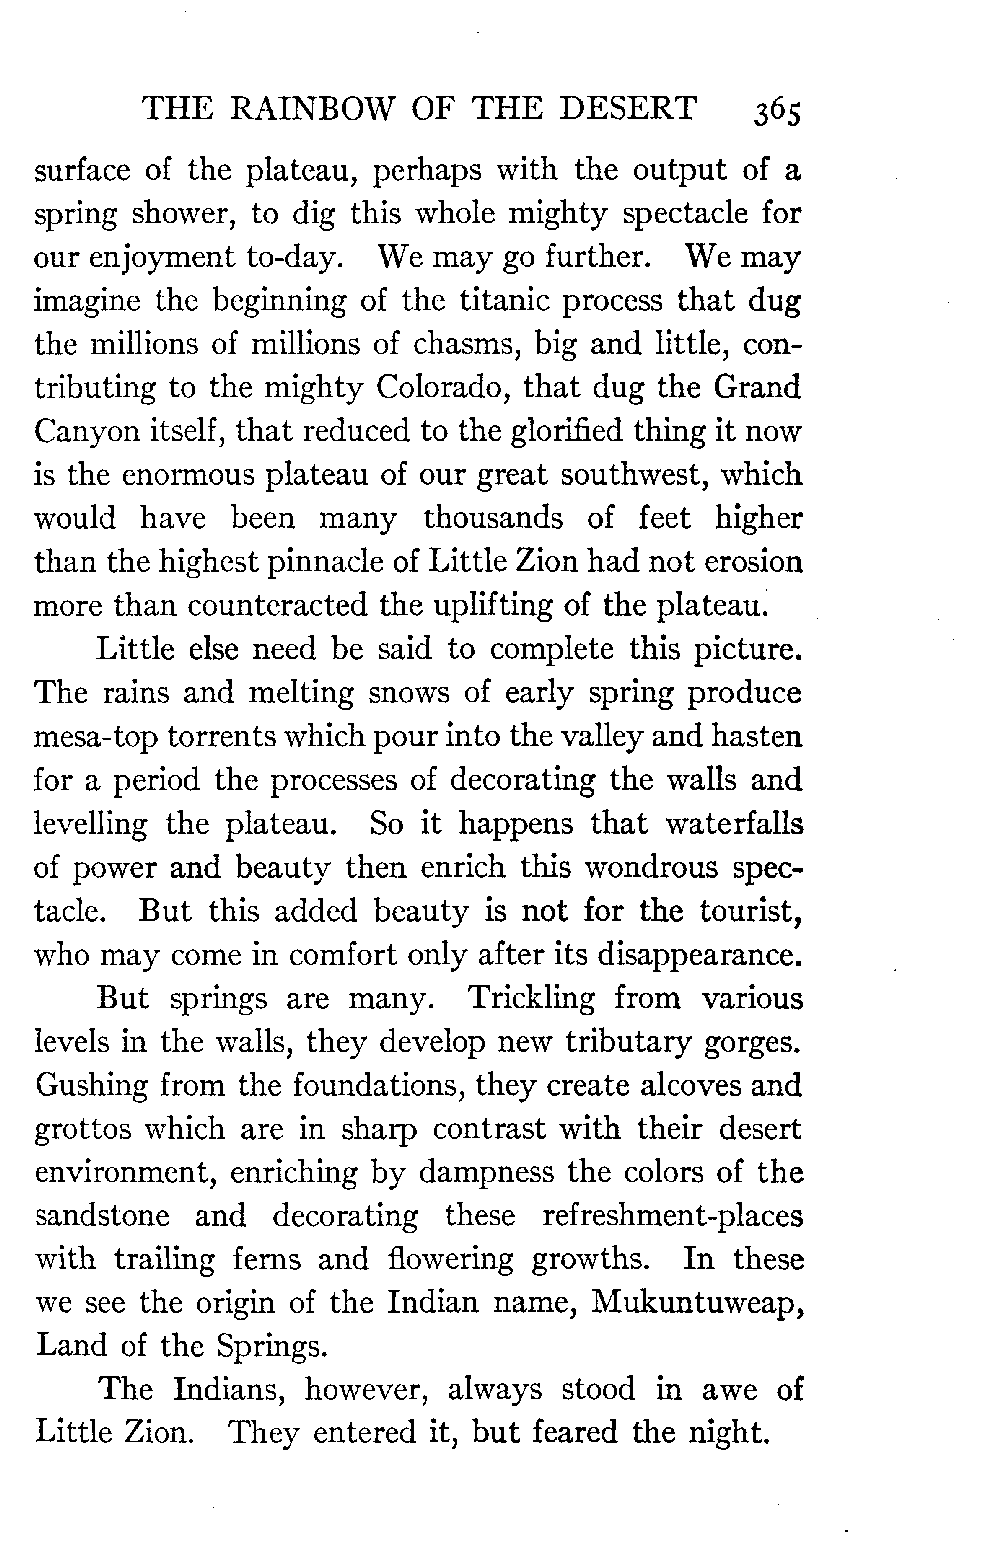 THE RAINBOW OF THE DESERT 365
surface of the plateau, perhaps with the output of a
spring shower, to dig this whole mighty spectacle for
our enjoyment to-day. We may go further. We may
imagine the beginning of the titanic process that dug
the millions of millions of chasms, big and little, con-
tributing to the mighty Colorado, that dug the Grand
Canyon itself, that reduced to the glorified thing it now
is the enormous plateau of our great southwest, which
would have been many thousands of feet higher
than the highest pinnacle of Little Zion had not erosion
more than counteracted the uplifting of the plateau.
Little else need be said to complete this picture.
The rains and melting snows of early spring produce
mesa-top torrents which pour into the valley and hasten
for a period the processes of decorating the walls and
levelling the plateau. So it happens that waterfalls
of power and beauty then enrich this wondrous spec-
tacle. But this added beauty is not for the tourist,
who may come in comfort only after its disappearance.
But springs are many. Trickling from various
levels in the walls, they develop new tributary gorges.
Gushing from the foundations, they create alcoves and
grottos which are in sharp contrast with their desert
environment, enriching by dampness the colors of the
sandstone and decorating these refreshment-places
with trailing ferns and flowering growths. In these
we see the origin of the Indian name, Mukuntuweap,
Land of the Springs.
The Indians, however, always stood in awe of
Little Zion. They entered it, but feared the night.